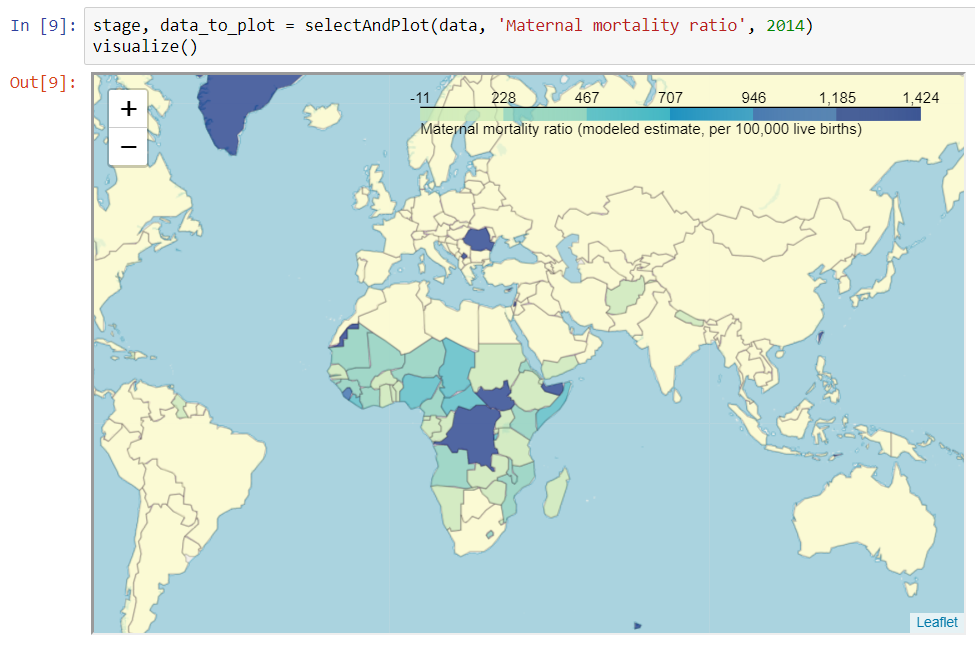 In [9]: stage, data_to_plot = selectAndPlot(data, 'Maternal mortality ratio', 2014)
visualize()
Out[9]:
+
−
-11 228 467 707 946 1,185 1,424
Maternal mortality ratio (modeled estimate, per 100,000 live births)
Leaflet